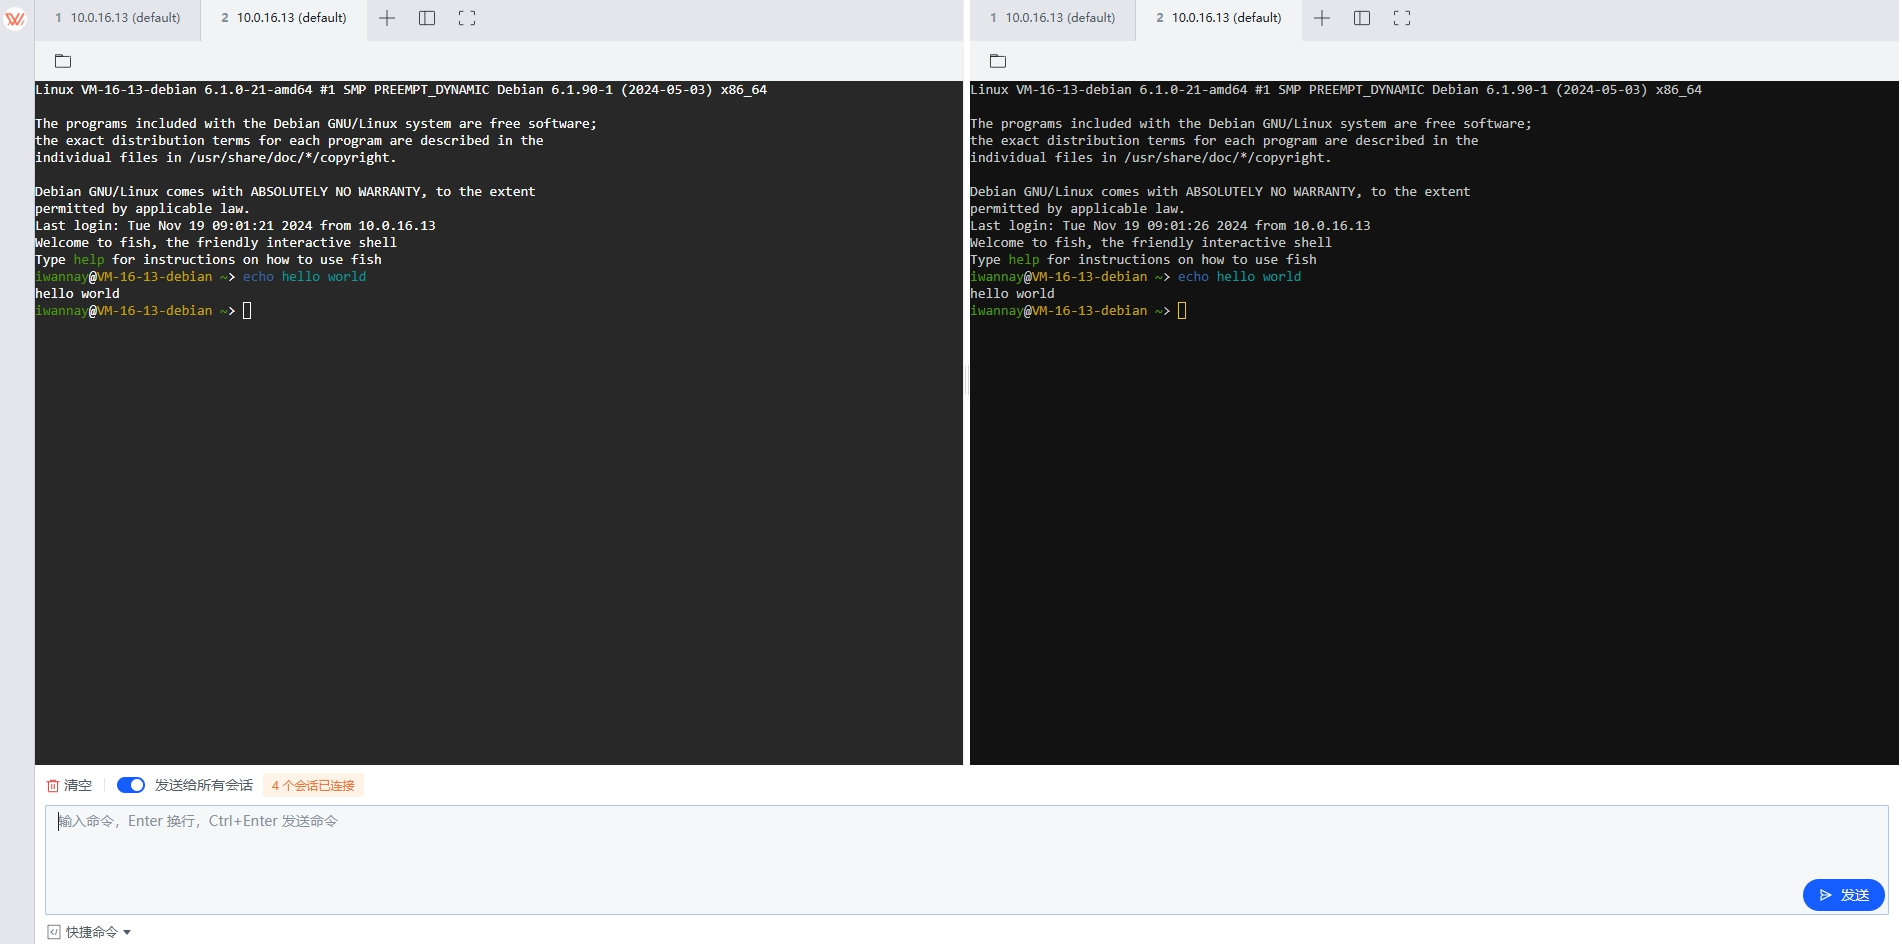 1 10.0.16.13 (default)
2 10.0.16.13 (default)
Linux VM-16-13-debian 6.1.0-21-amd64 #1 SMP PREEMPT_DYNAMIC Debian 6.1.90-1 (2024-05-03) x86_64
The programs included with the Debian GNU/Linux system are free software;
the exact distribution terms for each program are described in the
individual files in /usr/share/doc/*/copyright.
Debian GNU/Linux comes with ABSOLUTELY NO WARRANTY, to the extent
permitted by applicable law.
Last login: Tue Nov 19 09:01:21 2024 from 10.0.16.13
Welcome to fish, the friendly interactive shell
Type help for instructions on how to use fish
iwannay@VM-16-13-debian ~> echo hello world
hello world
iwannay@VM-16-13-debian ~>
1 10.0.16.13 (default)
2 10.0.16.13 (default)
Linux VM-16-13-debian 6.1.0-21-amd64 #1 SMP PREEMPT_DYNAMIC Debian 6.1.90-1 (2024-05-03) x86_64
The programs included with the Debian GNU/Linux system are free software;
the exact distribution terms for each program are described in the
individual files in /usr/share/doc/*/copyright.
Debian GNU/Linux comes with ABSOLUTELY NO WARRANTY, to the extent
permitted by applicable law.
Last login: Tue Nov 19 09:01:26 2024 from 10.0.16.13
Welcome to fish, the friendly interactive shell
Type help for instructions on how to use fish
iwannay@VM-16-13-debian ~> echo hello world
hello world
iwannay@VM-16-13-debian ~>
清空
发送给所有会话
4 个会话已连接
输入命令，Enter 换行，Ctrl+Enter 发送命令
发送
快捷命令